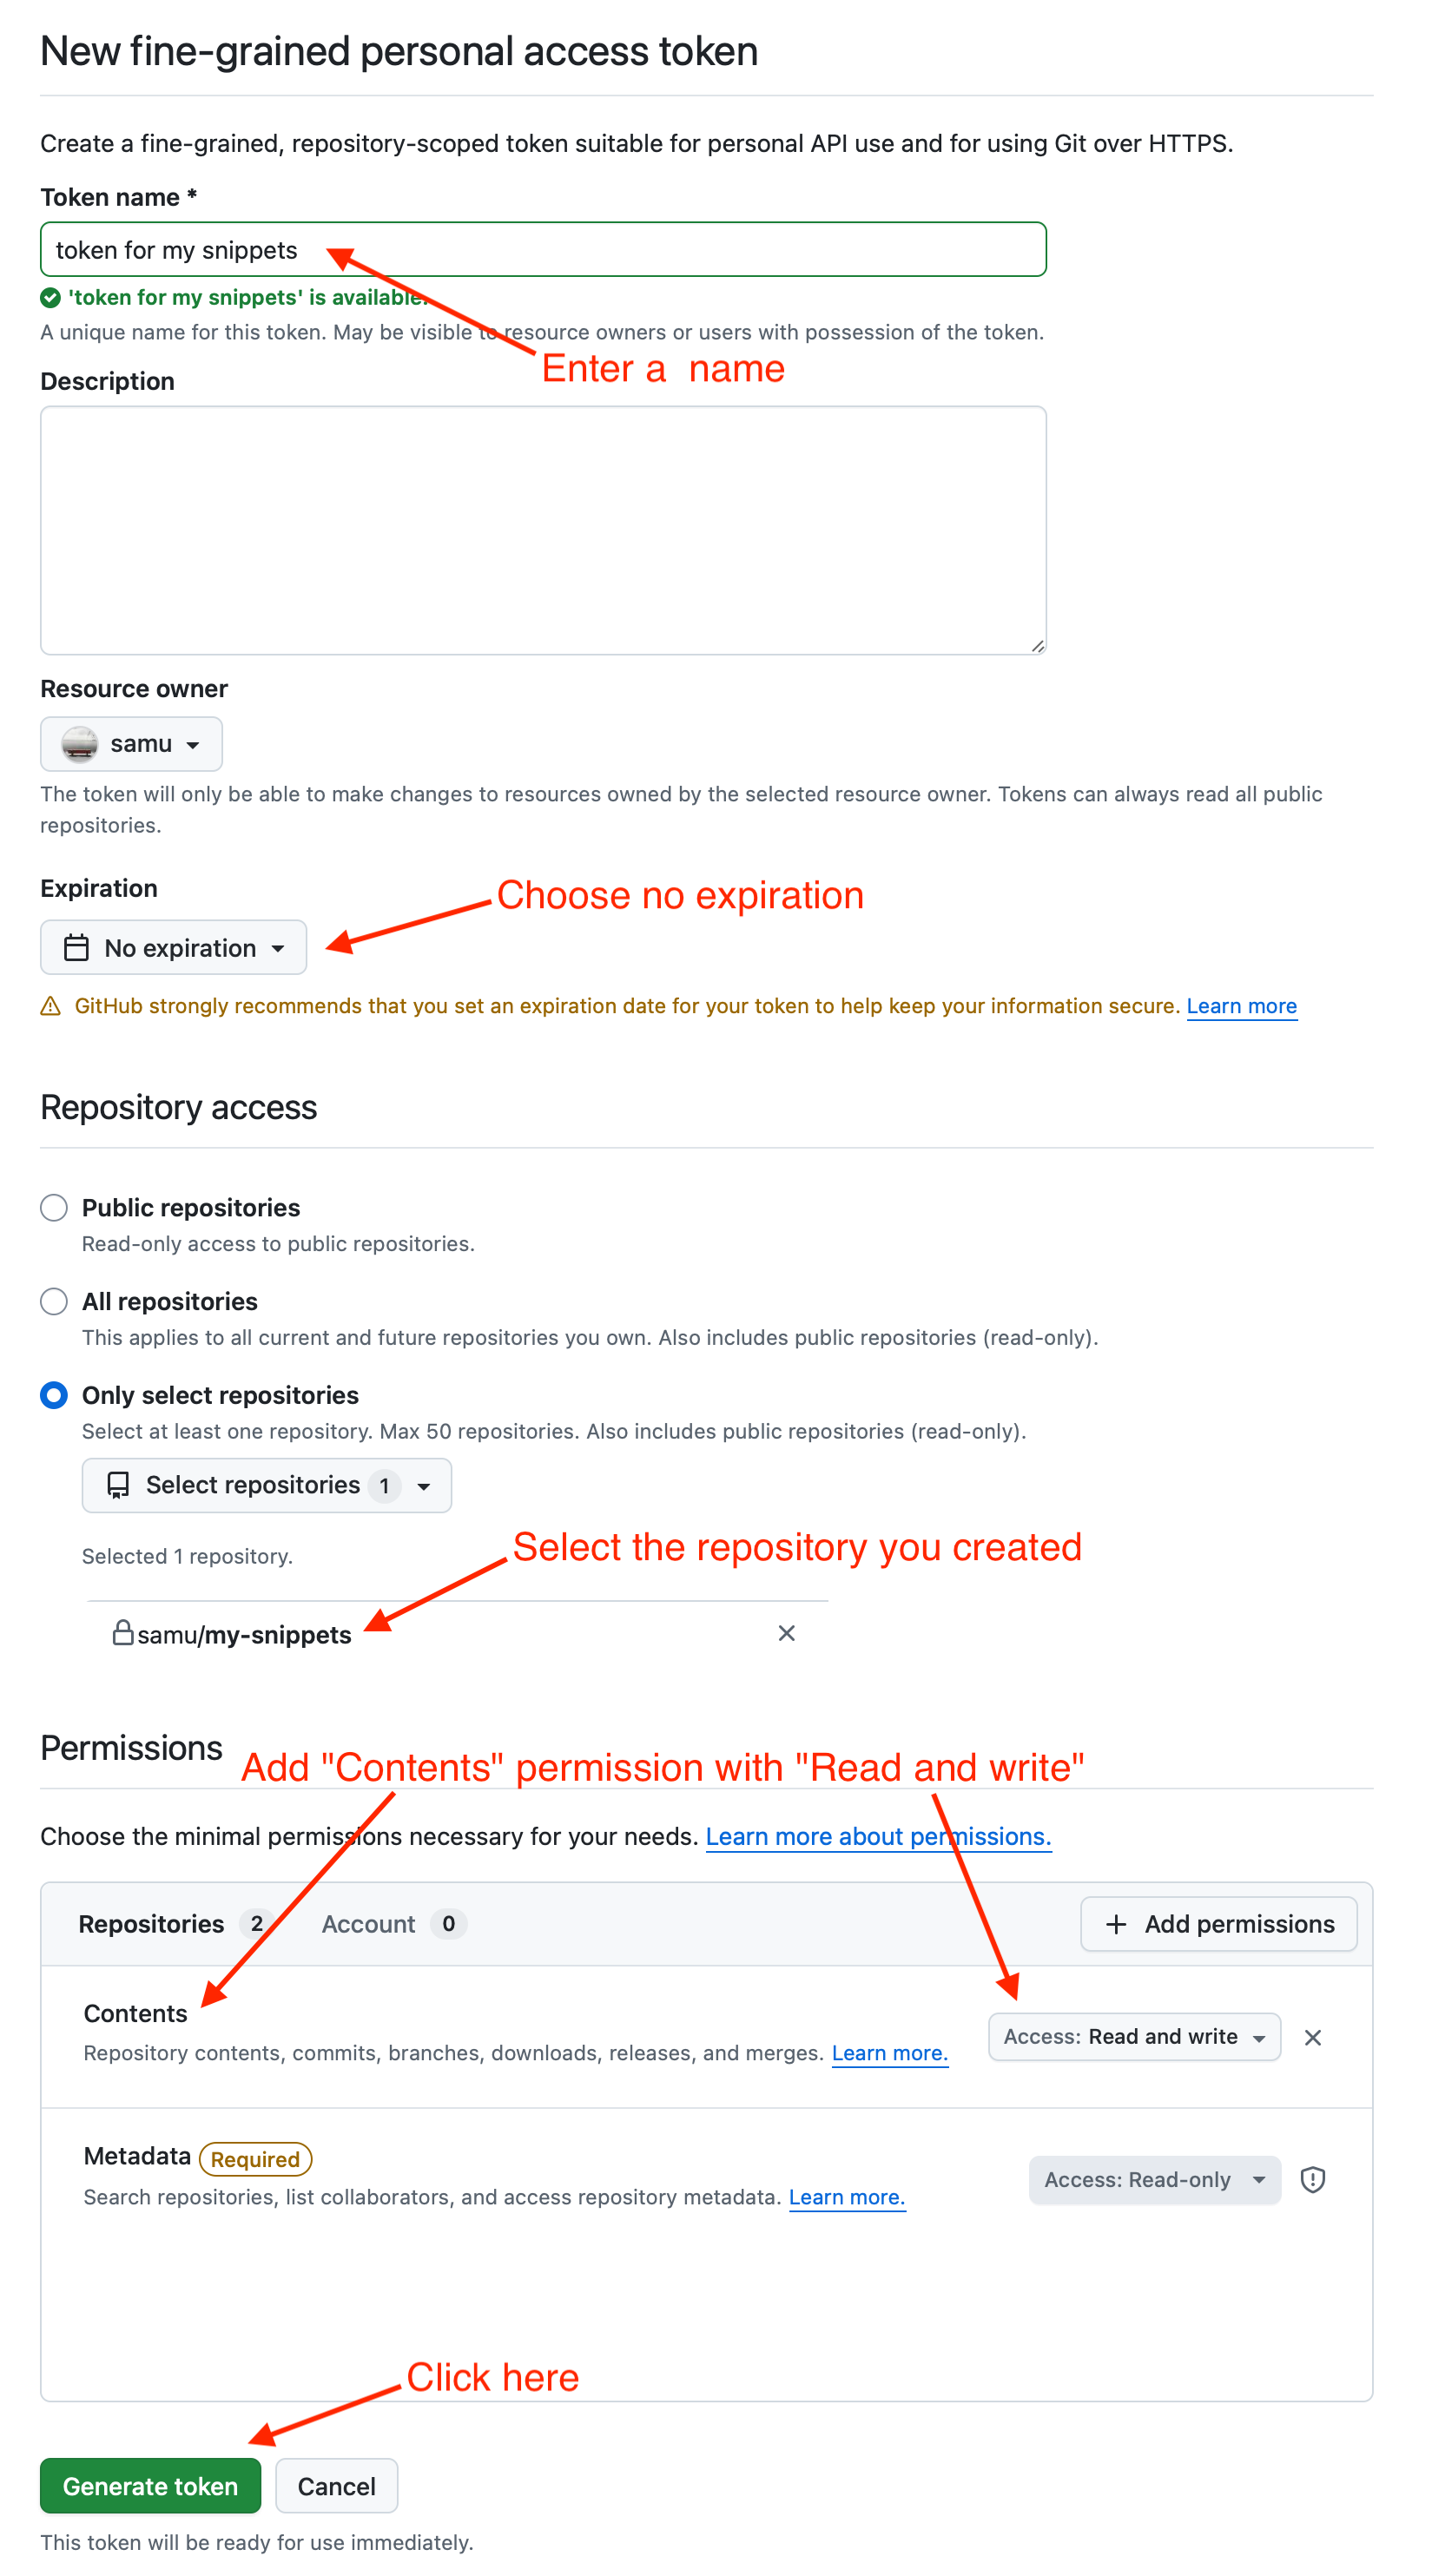 New fine-grained personal access token
Create a fine-grained, repository-scoped token suitable for personal API use and for using Git over HTTPS.
Token name *
token for my snippets
'token for my snippets' is available.
A unique name for this token. May be visible to resource owners or users with possession of the token.
Enter a  name
Description
Resource owner
samu
The token will only be able to make changes to resources owned by the selected resource owner. Tokens can always read all public
repositories.
Expiration
Choose no expiration
No expiration
GitHub strongly recommends that you set an expiration date for your token to help keep your information secure. Learn more
Repository access
Public repositories
Read-only access to public repositories.
All repositories
This applies to all current and future repositories you own. Also includes public repositories (read-only).
Only select repositories
Select at least one repository. Max 50 repositories. Also includes public repositories (read-only).
Select repositories 1
Selected 1 repository.
Select the repository you created
samu/my-snippets
Permissions
Add "Contents" permission with "Read and write"
Choose the minimal permissions necessary for your needs. Learn more about permissions.
Repositories 2 Account 0 Add permissions
Contents
Repository contents, commits, branches, downloads, releases, and merges. Learn more.
Access: Read and write
Metadata Required
Search repositories, list collaborators, and access repository metadata. Learn more.
Access: Read-only
Click here
Generate token Cancel
This token will be ready for use immediately.